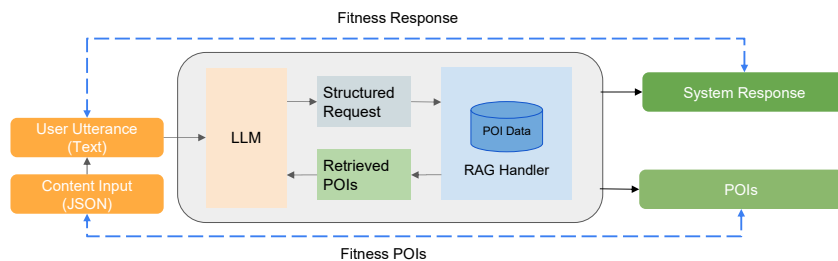 Fitness Response
User Utterance
(Text)
Content Input
(JSON)
LLM
Structured
Request
Retrieved
POIs
POI Data
RAG Handler
System Response
POIs
Fitness POIs